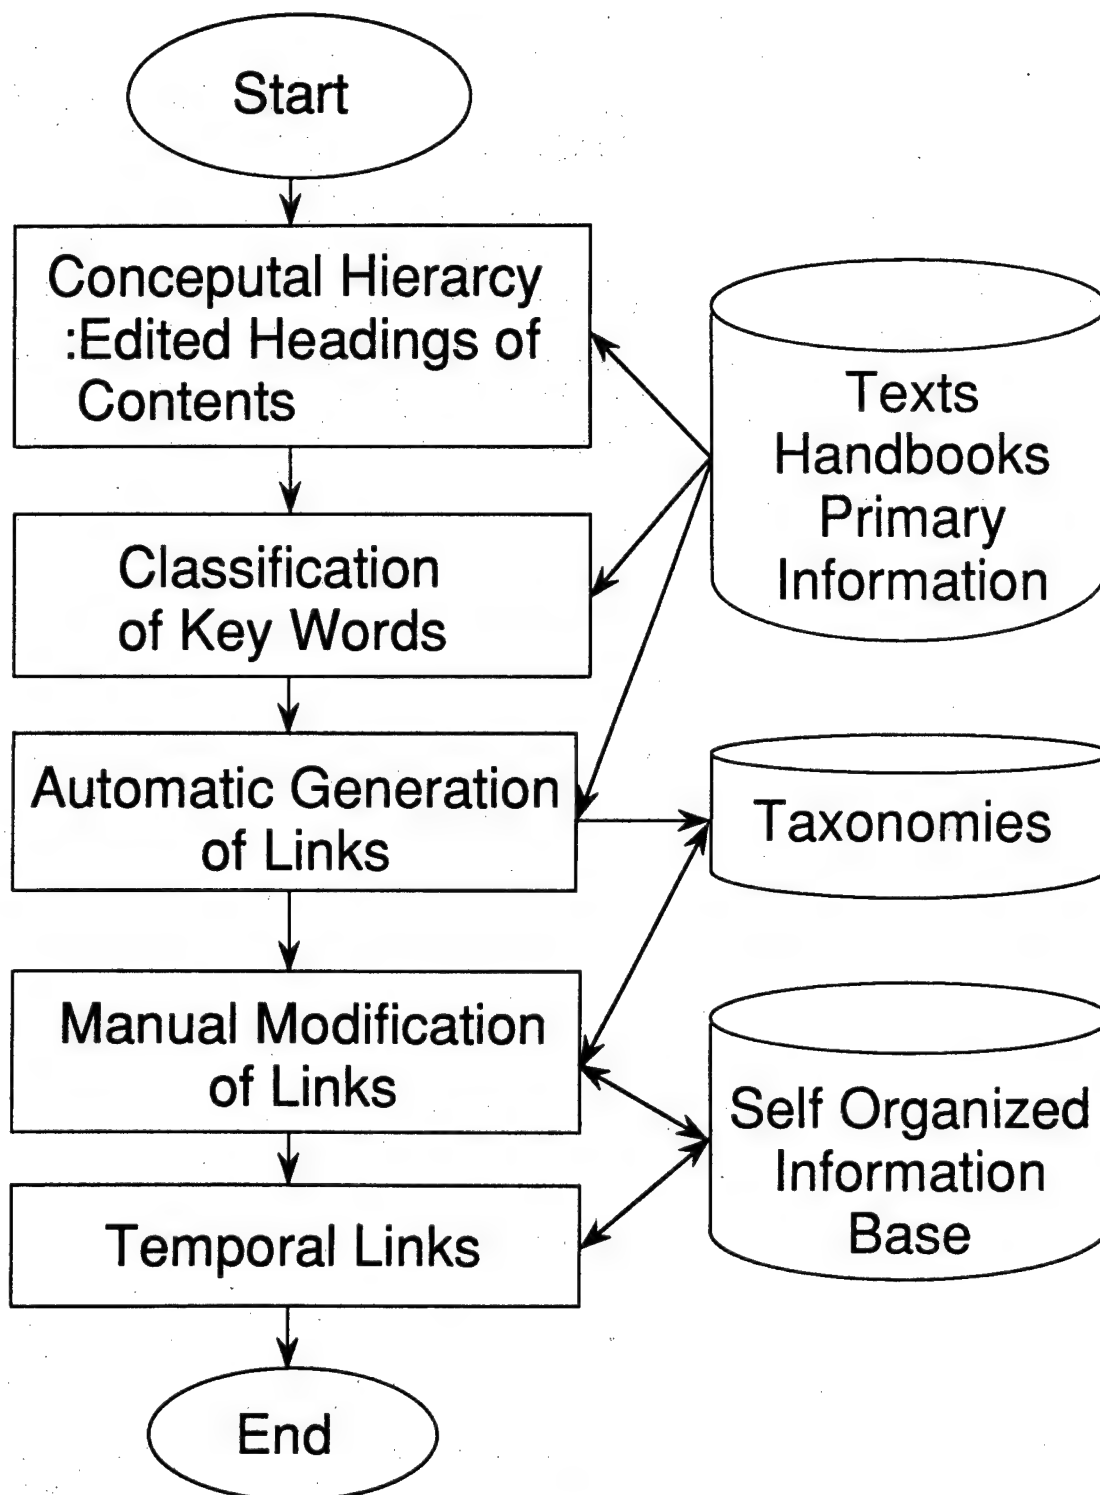 Start
Conceputal Hierarcy
:Edited Headings of
Contents
Classification
of Key Words
Automatic Generation
of Links
Manual Modification
of Links
Temporal Links
End
Texts
Handbooks
Primary
Information
Taxonomies
Self Organized
Information
Base